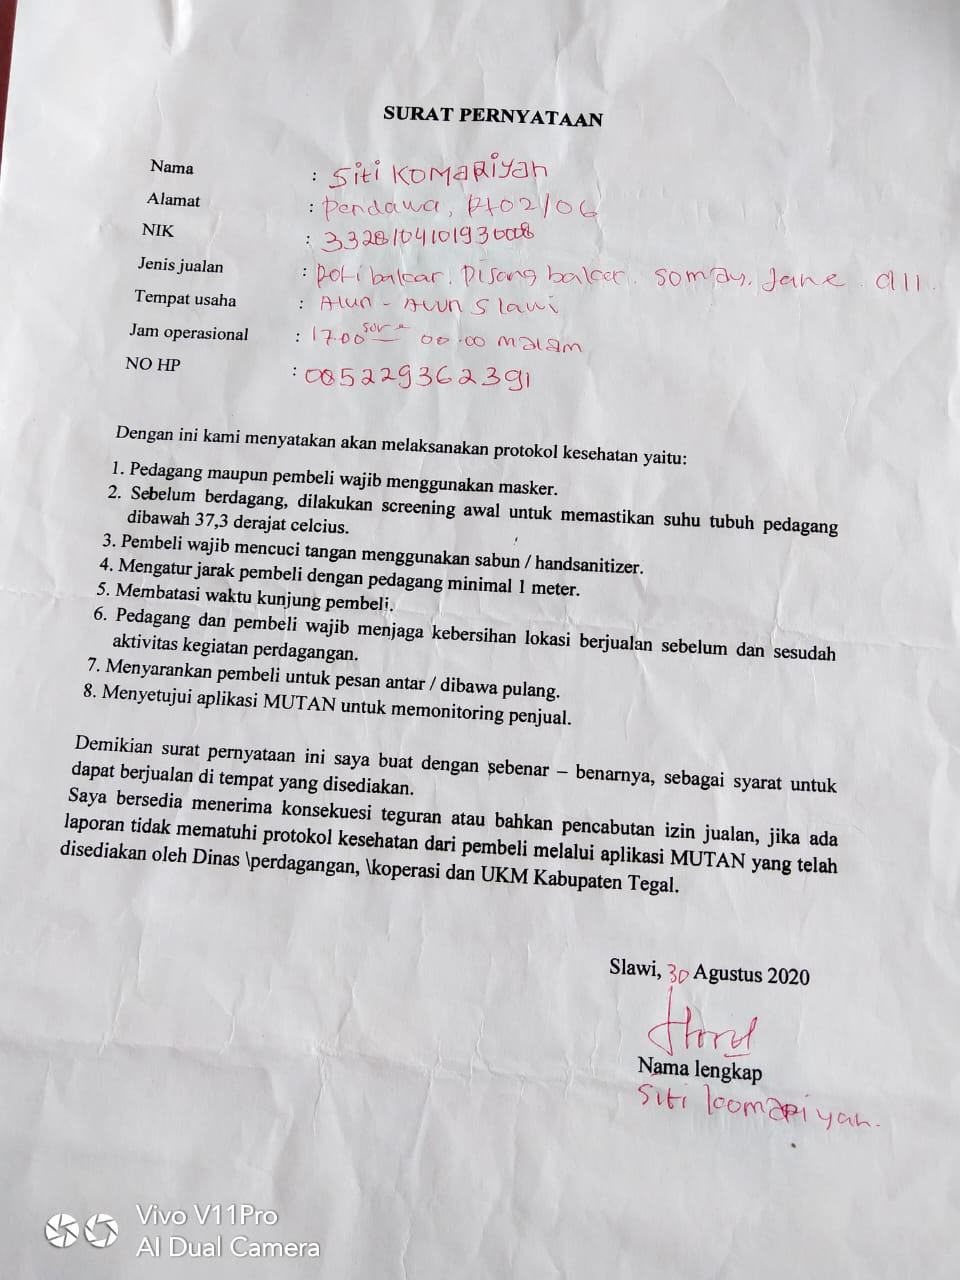 SURAT PERNYATAAN
Nama : Siti KOMARiYah
Alamat : Pendawa, Rt 02/06
NIK : 3328104101930008
Jenis jualan : Roti bakar. Pisang bakar. Somay. Jane. dll.
Tempat usaha : Alun - Alun Slawi
Jam operasional : 17.00 sore 00.00 malam
NO HP : 085229362391
Dengan ini kami menyatakan akan melaksanakan protokol kesehatan yaitu:
1. Pedagang maupun pembeli wajib menggunakan masker.
2. Sebelum berdagang, dilakukan screening awal untuk memastikan suhu tubuh pedagang
dibawah 37,3 derajat celcius.
3. Pembeli wajib mencuci tangan menggunakan sabun / handsanitizer.
4. Mengatur jarak pembeli dengan pedagang minimal 1 meter.
5. Membatasi waktu kunjung pembeli.
6. Pedagang dan pembeli wajib menjaga kebersihan lokasi berjualan sebelum dan sesudah
aktivitas kegiatan perdagangan.
7. Menyarankan pembeli untuk pesan antar / dibawa pulang.
8. Menyetujui aplikasi MUTAN untuk memonitoring penjual.
Demikian surat pernyataan ini saya buat dengan sebenar – benarnya, sebagai syarat untuk
dapat berjualan di tempat yang disediakan.
Saya bersedia menerima konsekuesi teguran atau bahkan pencabutan izin jualan, jika ada
laporan tidak mematuhi protokol kesehatan dari pembeli melalui aplikasi MUTAN yang telah
disediakan oleh Dinas \perdagangan, \koperasi dan UKM Kabupaten Tegal.
Slawi, 30 Agustus 2020
Nama lengkap
Siti komariyah.
Vivo V11Pro
AI Dual Camera